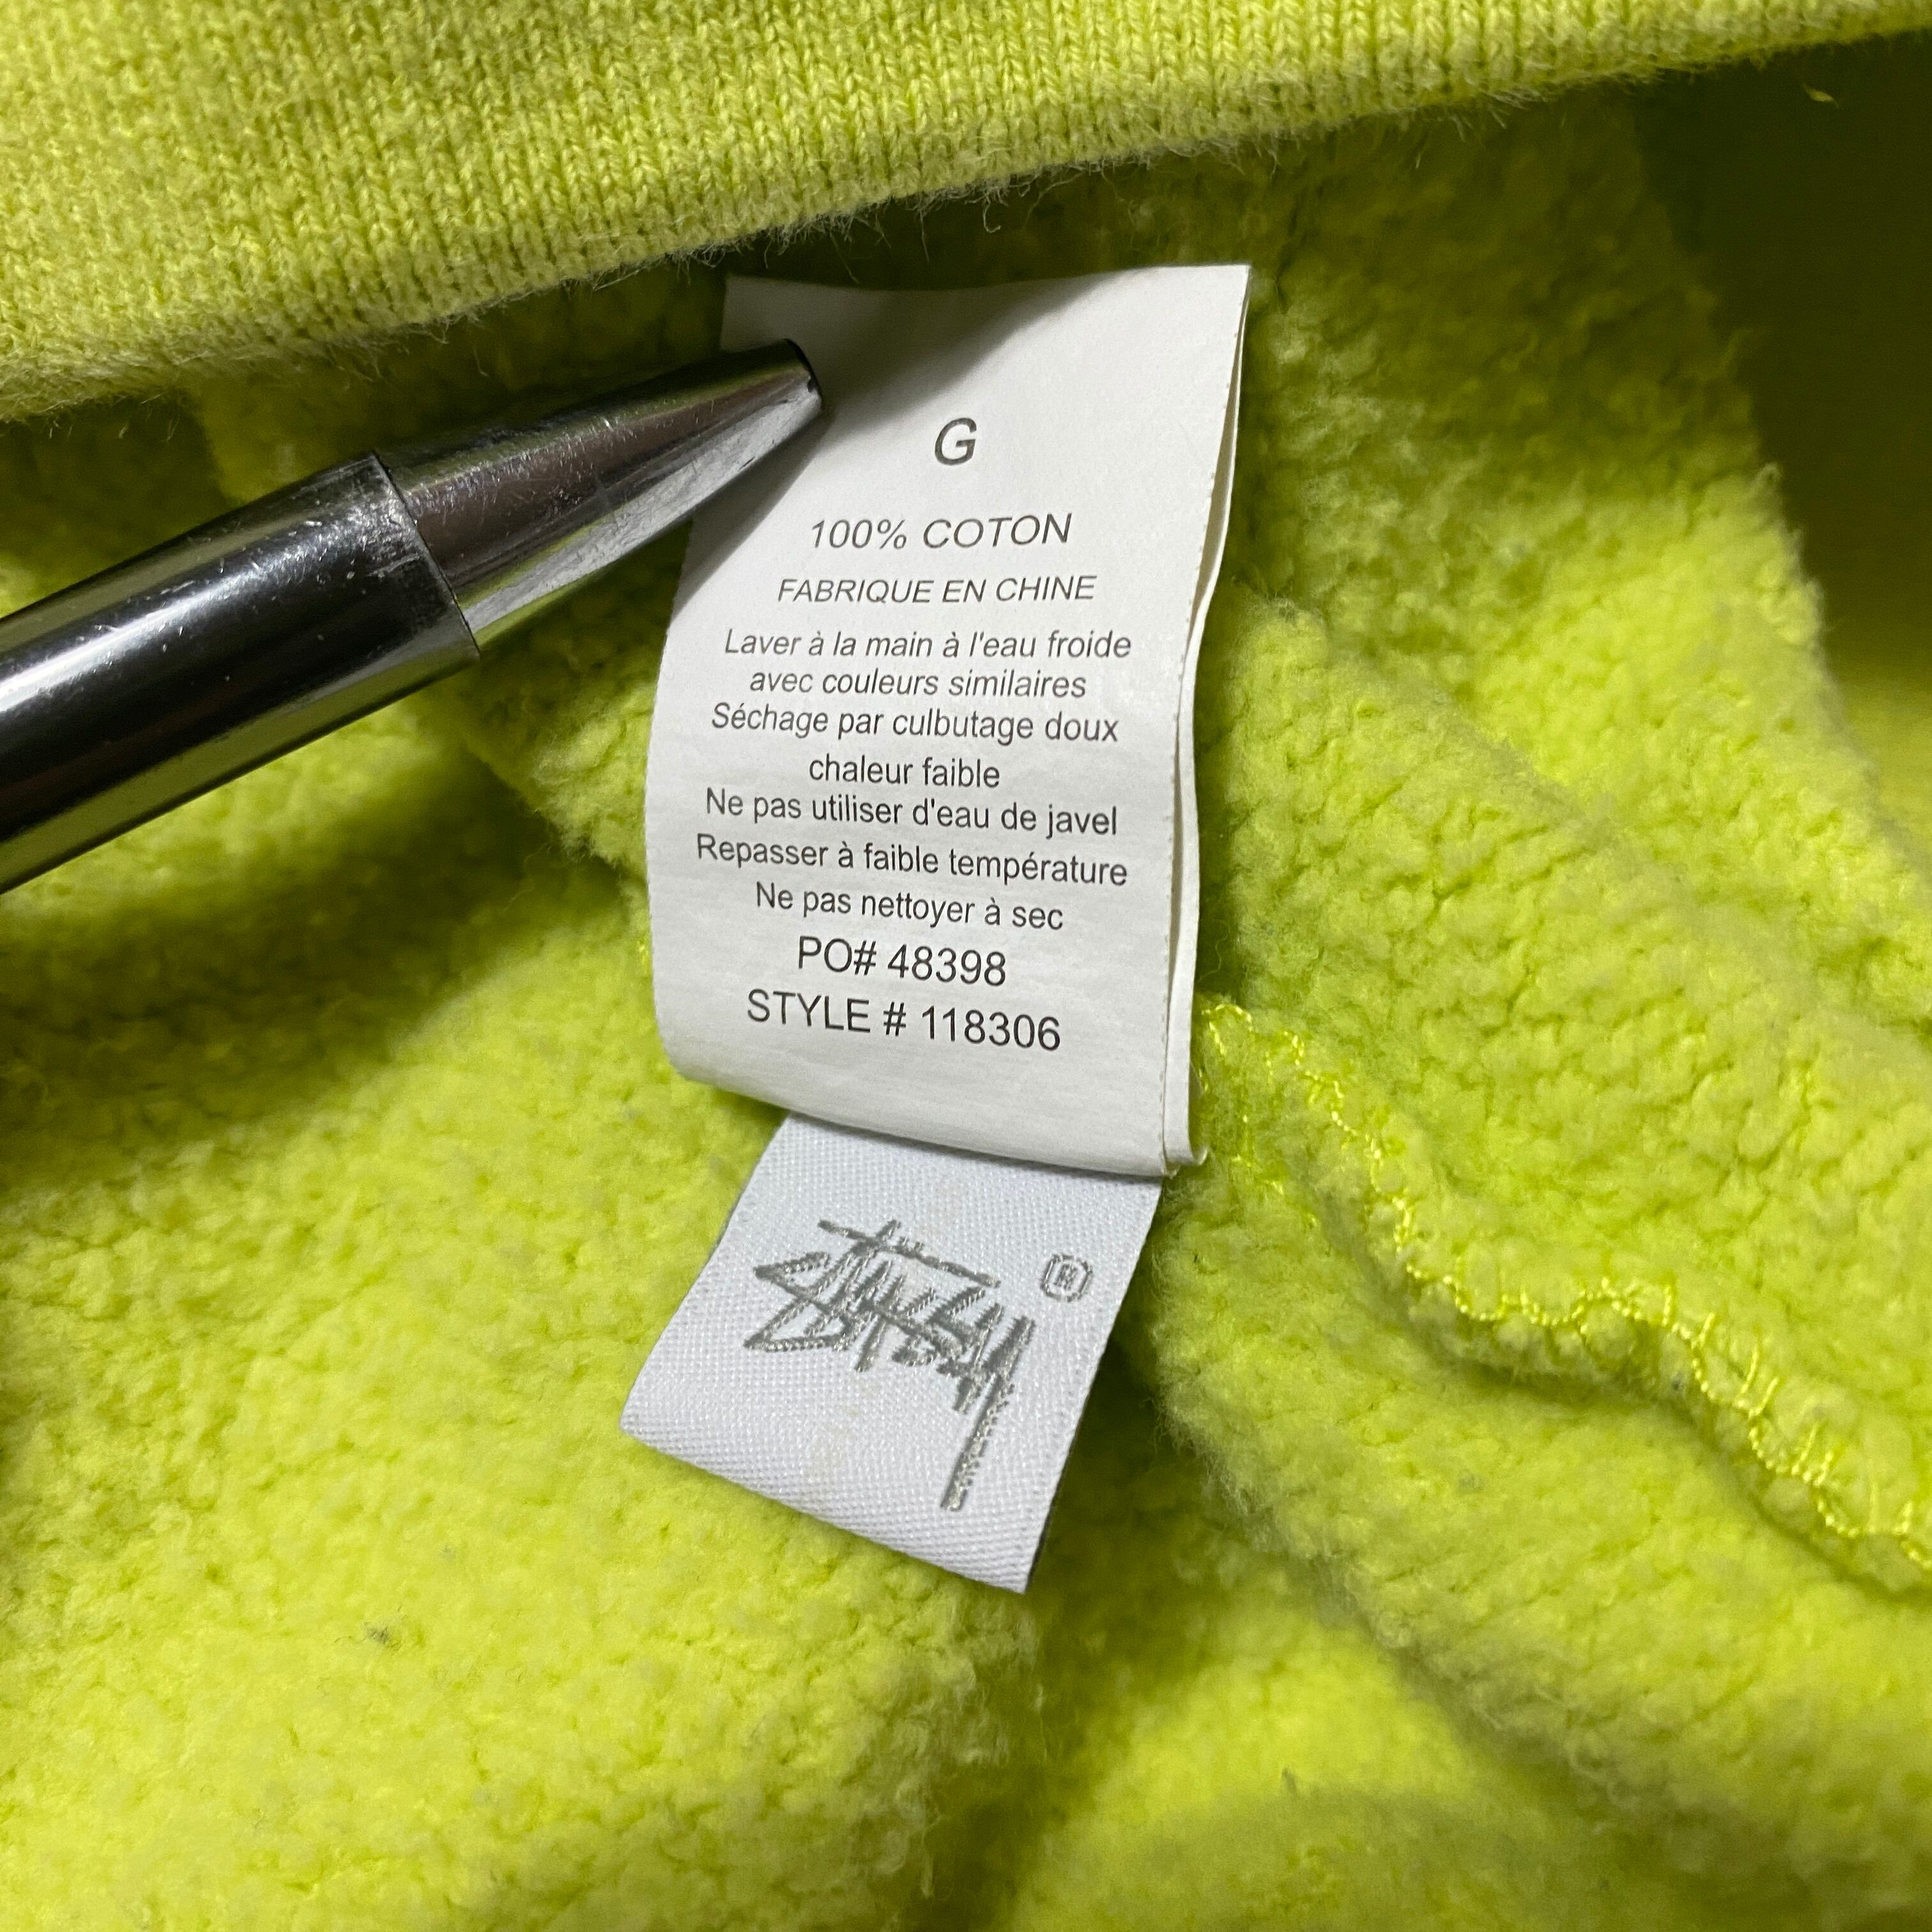 G
100% COTON
FABRIQUE EN CHINE
Laver à la main à l'eau froide
avec couleurs similaires
Séchage par culbutage doux
chaleur faible
Ne pas utiliser d'eau de javel
Repasser à faible température
Ne pas nettoyer à sec
PO# 48398
STYLE # 118306
Stüssy ®